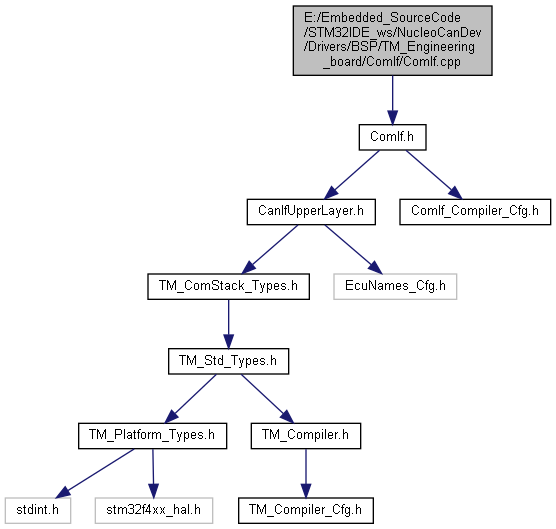 E:/Embedded_SourceCode
/STM32IDE_ws/NucleoCanDev
/Drivers/BSP/TM_Engineering
_board/ComIf/ComIf.cpp
ComIf.h
CanIfUpperLayer.h
ComIf_Compiler_Cfg.h
TM_ComStack_Types.h
EcuNames_Cfg.h
TM_Std_Types.h
TM_Platform_Types.h
TM_Compiler.h
stdint.h
stm32f4xx_hal.h
TM_Compiler_Cfg.h